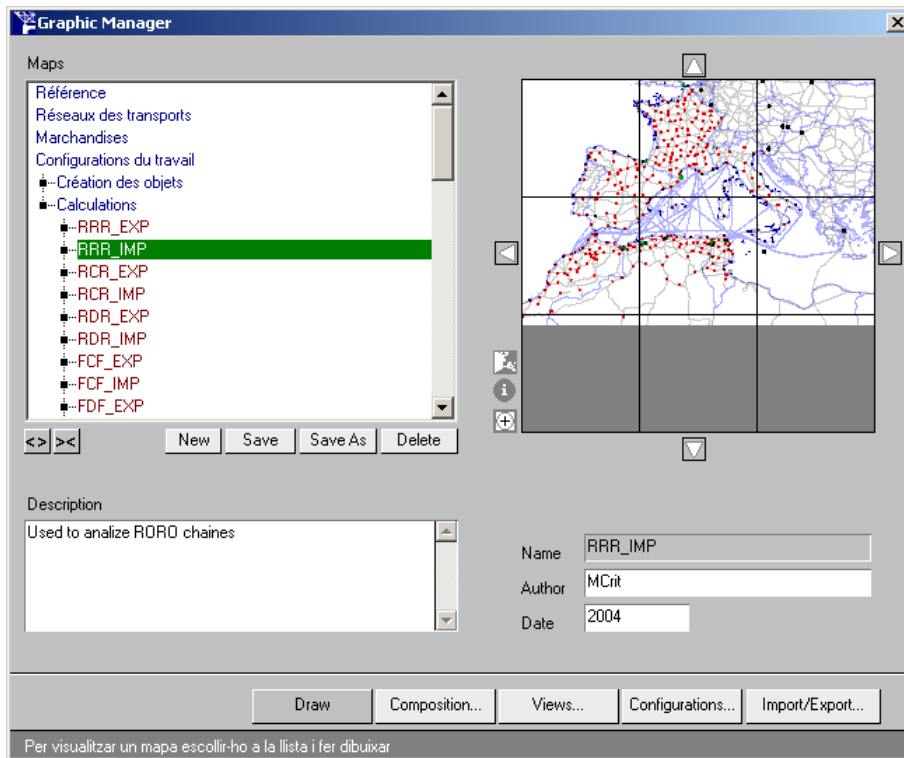 Graphic Manager
Maps
Référence
Réseaux des transports
Marchandises
Configurations du travail
Création des objets
Calculations
RRR_EXP
RRR_IMP
RCR_EXP
RCR_IMP
RDR_EXP
RDR_IMP
FCF_EXP
FCF_IMP
FDF_EXP
<> >< New Save Save As Delete
Description
Used to analize RORO chaines
Name RRR_IMP
Author MCrit
Date 2004
Draw Composition... Views... Configurations... Import/Export...
Per visualitzar un mapa escollir-ho a la llista i fer dibuixar